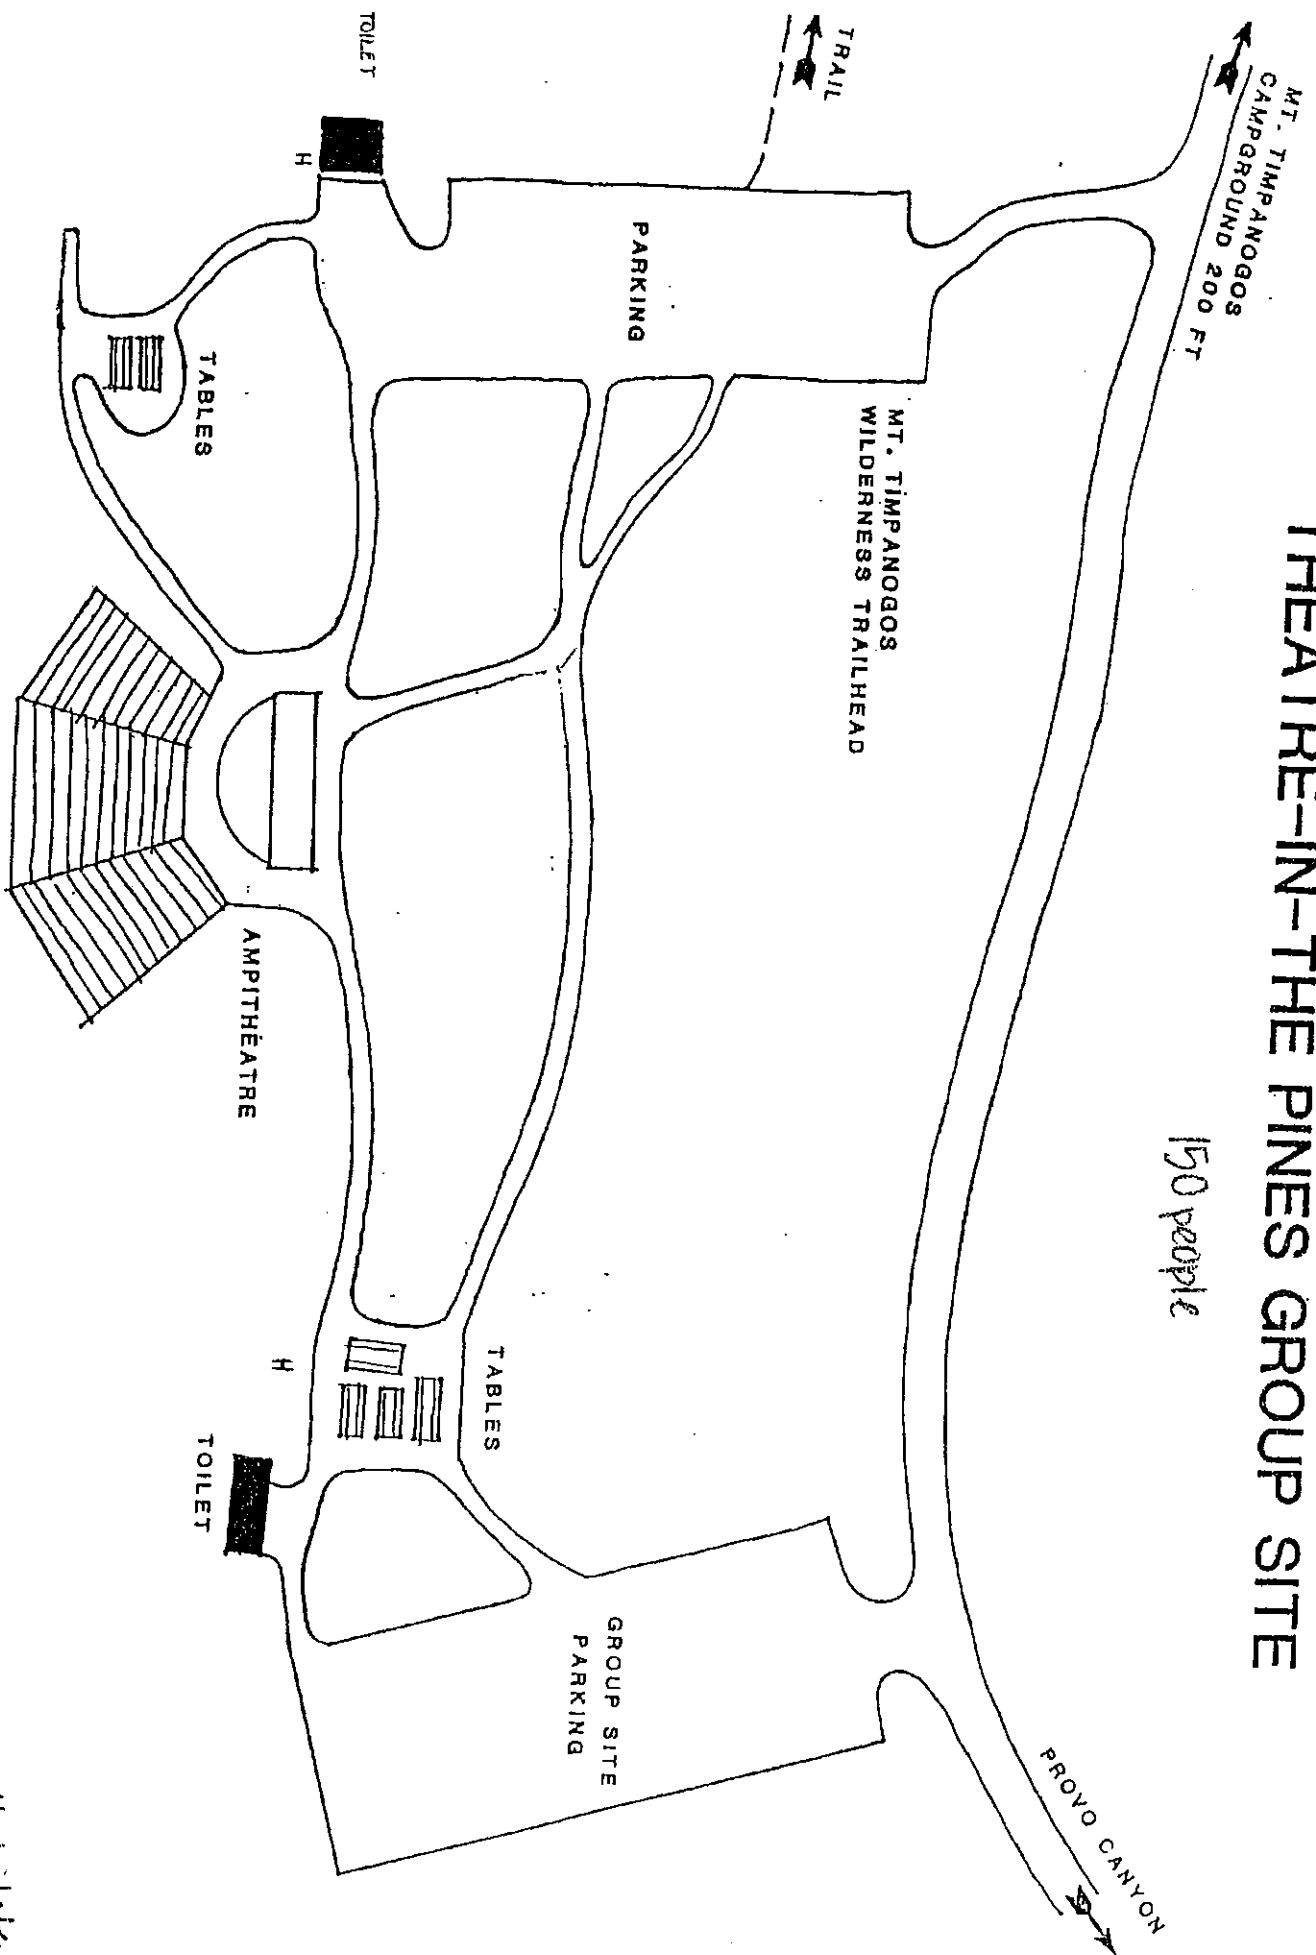 THEATRE-IN-THE PINES GROUP SITE
150 people
MT. TIMPANOGOS
CAMPGROUND 200 FT
TRAIL
TOILET
H
PARKING
MT. TIMPANOGOS
WILDERNESS TRAILHEAD
TABLES
AMPITHEATRE
TABLES
H
TOILET
GROUP SITE
PARKING
PROVO CANYON